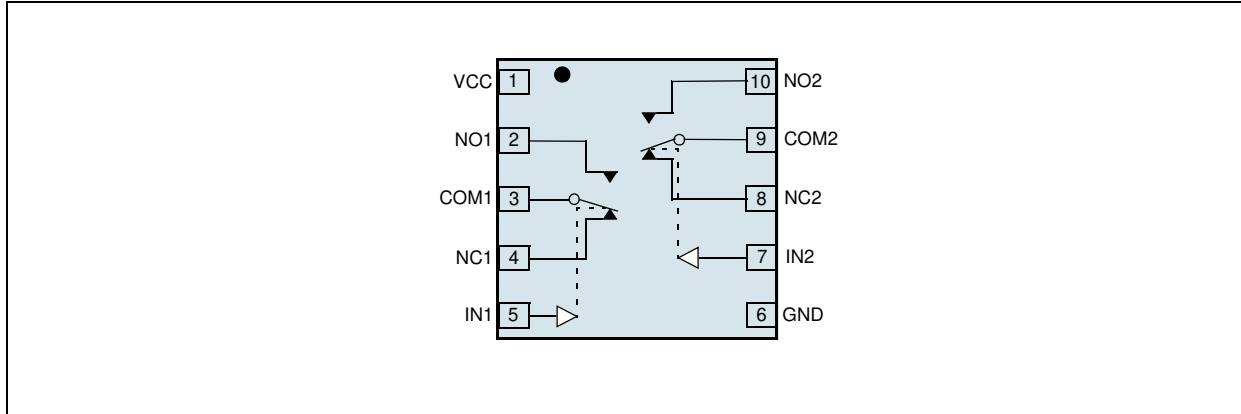 VCC 1 10 NO2
NO1 2 9 COM2
COM1 3 8 NC2
NC1 4 7 IN2
IN1 5 6 GND